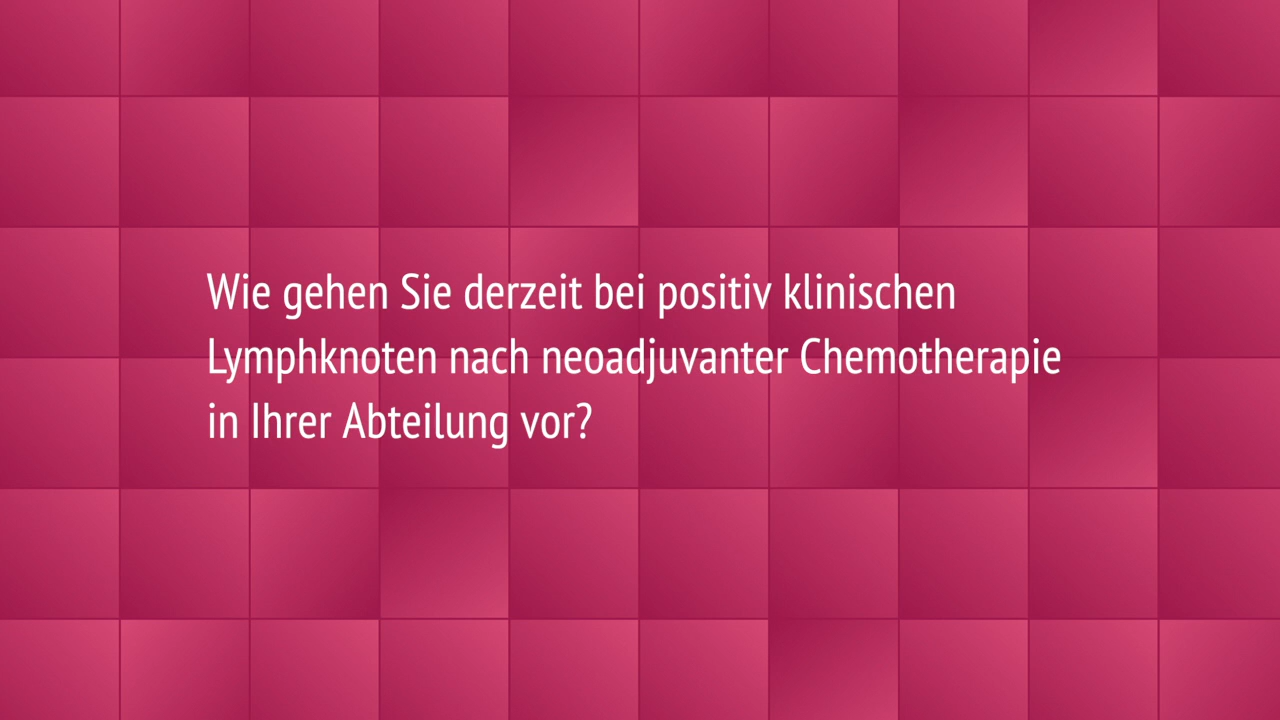 Wie gehen Sie derzeit bei positiv klinischen
Lymphknoten nach neoadjuvanter Chemotherapie
in Ihrer Abteilung vor?